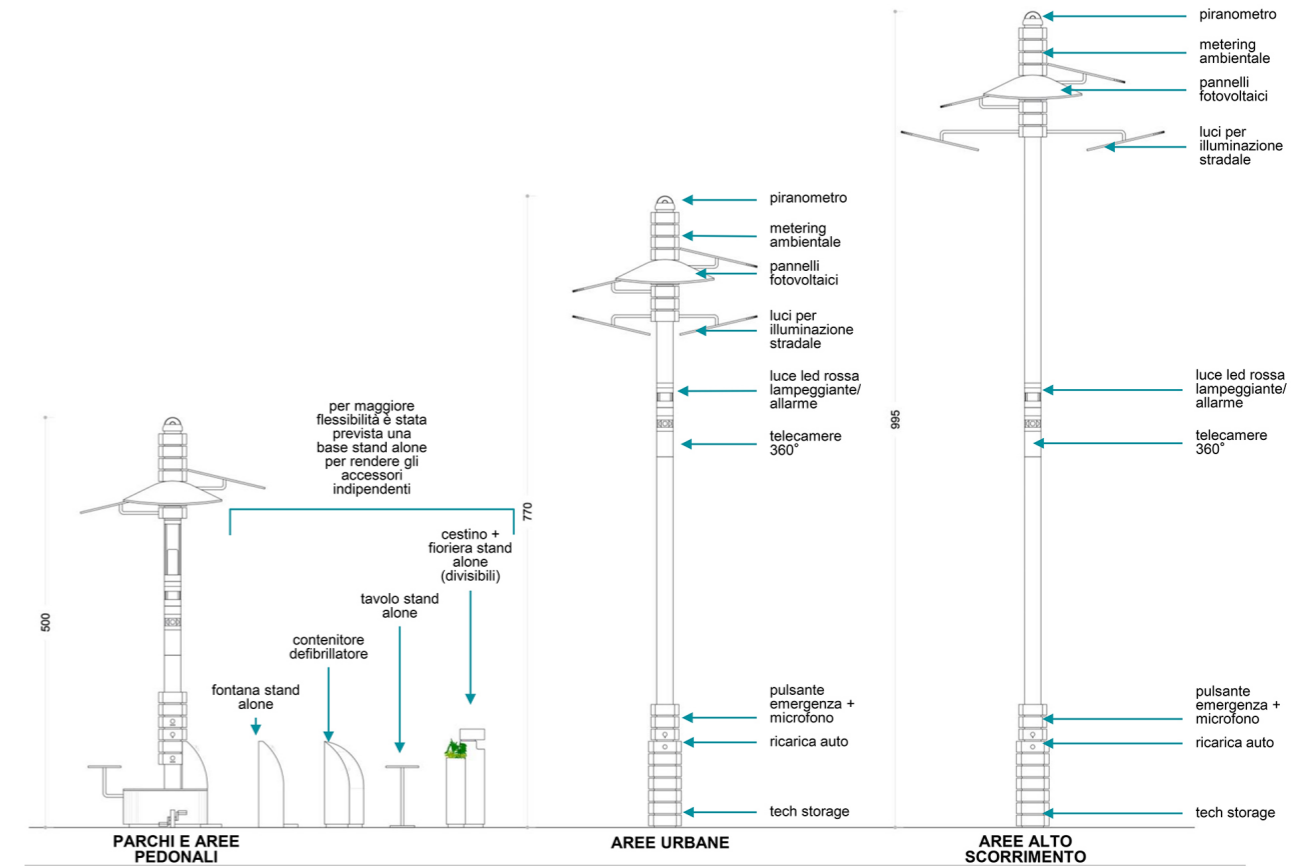 piranometro
metering
ambientale
pannelli
fotovoltaici
luci per
illuminazione
stradale
luce led rossa
lampeggiante/
allarme
telecamere
360°
pulsante
emergenza +
microfono
ricarica auto
tech storage
995
AREE ALTO
SCORRIMENTO
piranometro
metering
ambientale
pannelli
fotovoltaici
luci per
illuminazione
stradale
luce led rossa
lampeggiante/
allarme
telecamere
360°
pulsante
emergenza +
microfono
ricarica auto
tech storage
770
AREE URBANE
per maggiore
flessibilità è stata
prevista una
base stand alone
per rendere gli
accessori
indipendenti
cestino +
fioriera stand
alone
(divisibili)
tavolo stand
alone
contenitore
defibrillatore
fontana stand
alone
500
PARCHI E AREE
PEDONALI